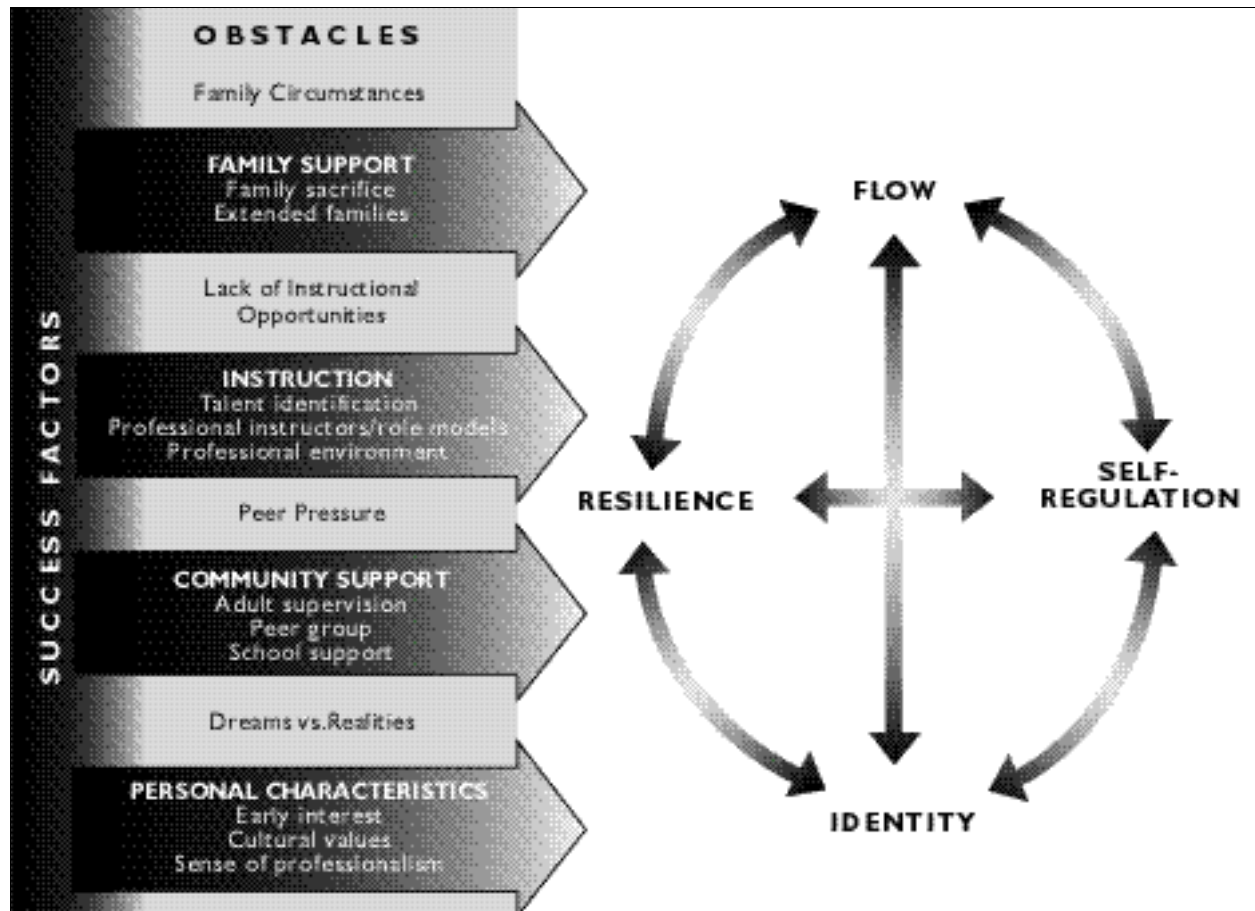 OBSTACLES
Family Circumstances
FAMILY SUPPORT
Family sacrifice
Extended families
Lack of Instructional
Opportunities
INSTRUCTION
Talent identification
Professional instructors/role models
Professional environment
Peer Pressure
COMMUNITY SUPPORT
Adult supervision
Peer group
School support
Dreams vs.Realities
PERSONAL CHARACTERISTICS
Early interest
Cultural values
Sense of professionalism
SUCCESS FACTORS
FLOW
RESILIENCE
SELF-
REGULATION
IDENTITY